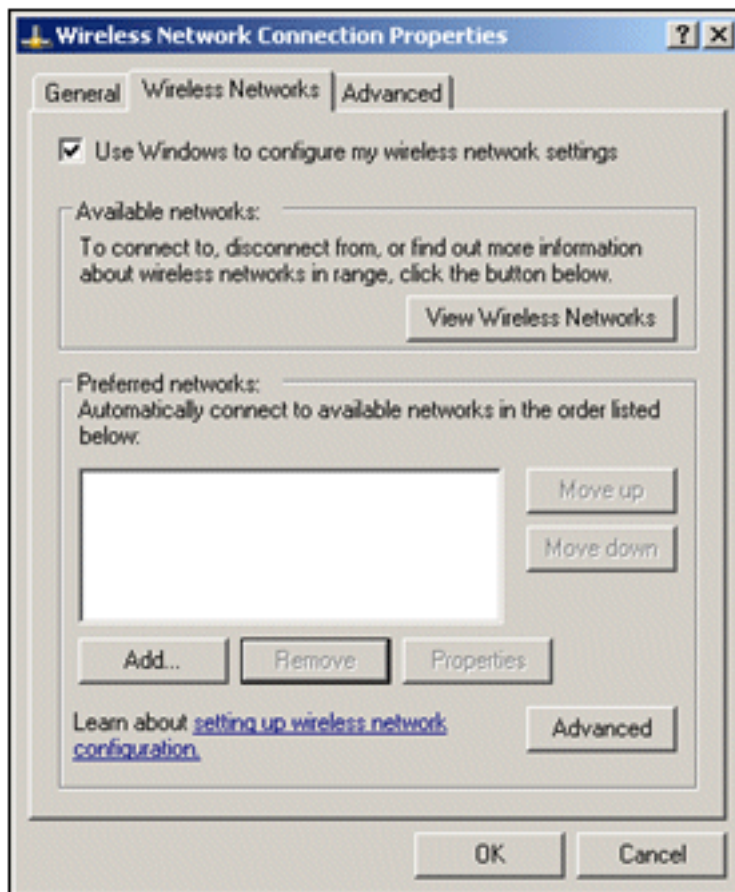 Wireless Network Connection Properties
General Wireless Networks Advanced
Use Windows to configure my wireless network settings
Available networks:
To connect to, disconnect from, or find out more information
about wireless networks in range, click the button below.
View Wireless Networks
Preferred networks:
Automatically connect to available networks in the order listed
below:
Move up
Move down
Add... Remove Properties
Learn about setting up wireless network
configuration.
Advanced
OK Cancel